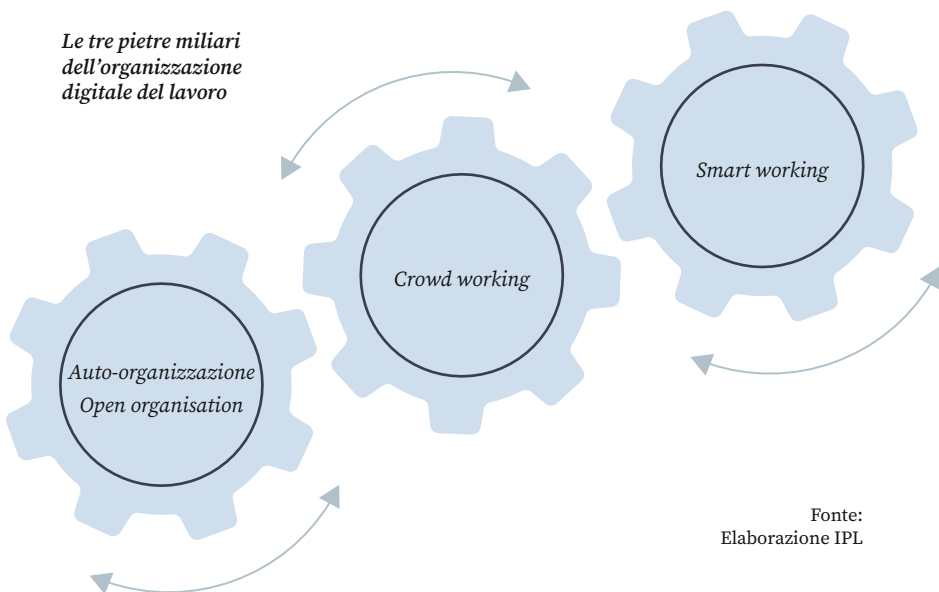 Le tre pietre miliari
dell'organizzazione
digitale del lavoro
Smart working
Crowd working
Auto-organizzazione
Open organisation
Fonte:
Elaborazione IPL